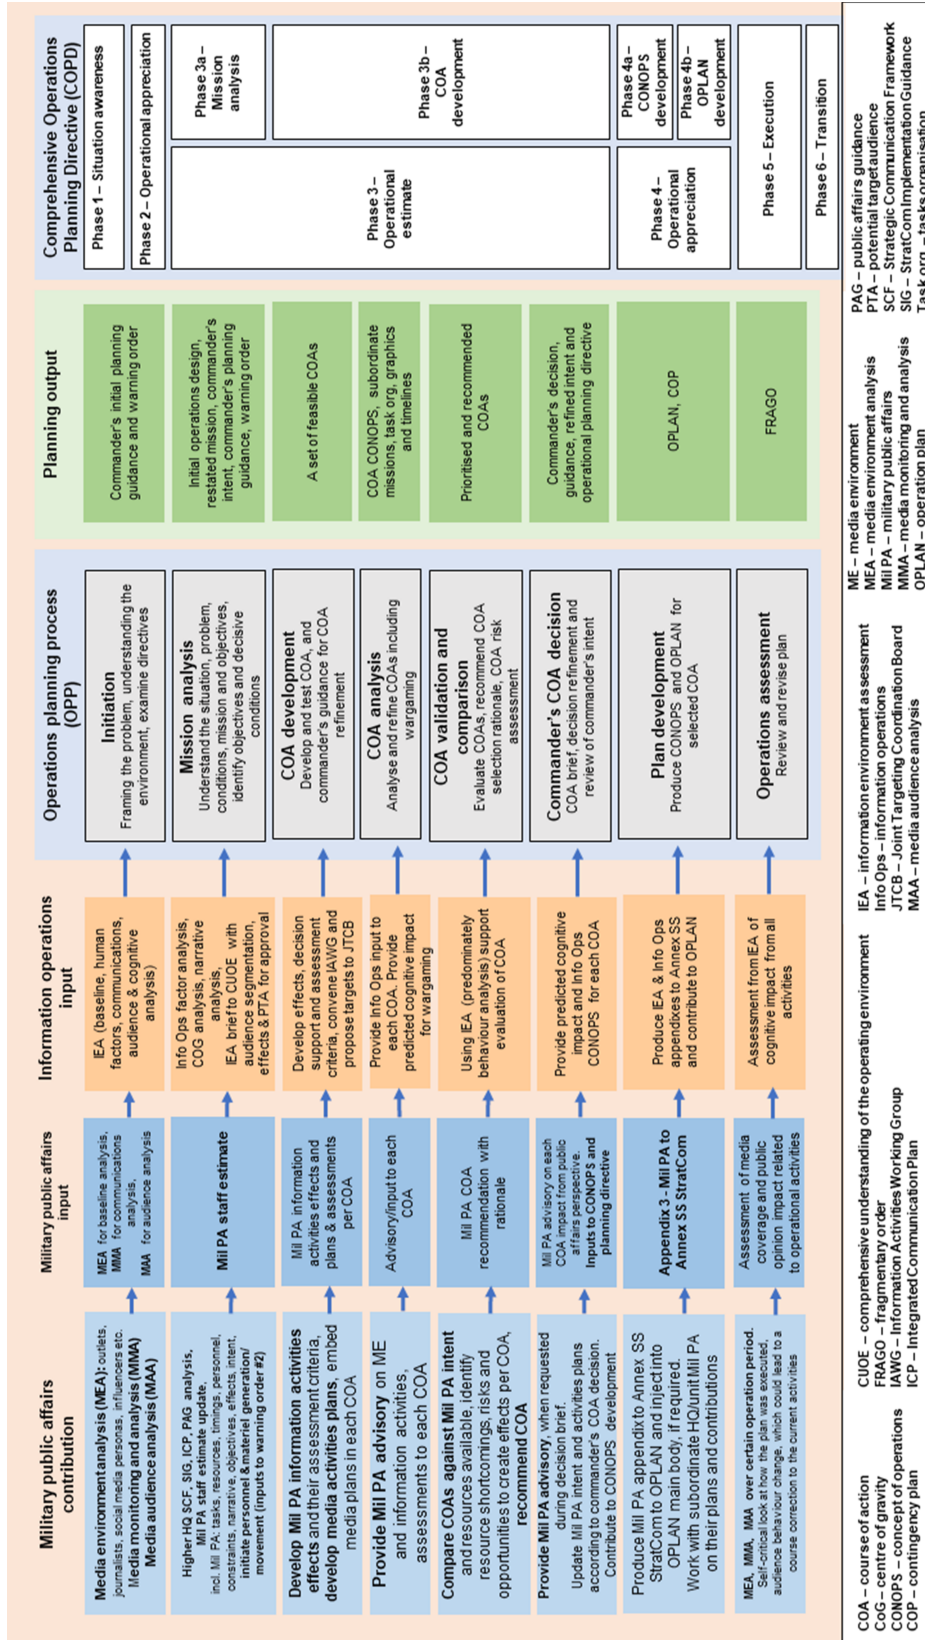 Military public affairs
contribution
Military public affairs
input
Information operations
input
Operations planning process
(OPP)
Planning output
Comprehensive Operations
Planning Directive (COPD)
Media environment analysis (MEA): outlets,
journalists, social media personas, influencers etc.
Media monitoring and analysis (MMA)
Media audience analysis (MAA)
MEA for baseline analysis,
MMA for communications
analysis,
MAA for audience analysis
IEA (baseline, human
factors, communications,
audience & cognitive
analysis)
Initiation
Framing the problem, understanding the
environment, examine directives
Commander's initial planning
guidance and warning order
Phase 1 – Situation awareness
Phase 2 – Operational appreciation
Higher HQ SCF, SIG, ICP, PAG analysis,
Mil PA staff estimate update,
incl. Mil PA: tasks, resources, timings, personnel,
constraints, narrative, objectives, effects, intent,
initiate personnel & materiel generation/
movement (inputs to warning order #2)
Mil PA staff estimate
Info Ops factor analysis,
COG analysis, narrative
analysis,
IEA brief to CUOE with
audience segmentation,
effects & PTA for approval
Mission analysis
Understand the situation, problem,
conditions, mission and objectives,
identify objectives and decisive
conditions
Initial operations design,
restated mission, commander's
intent, commander's planning
guidance, warning order
Phase 3 –
Operational
estimate
Phase 3a –
Mission
analysis
Develop Mil PA information activities
effects and their assessment criteria,
develop media activities plans, embed
media plans in each COA
Mil PA information
activities effects and
plans & assessments
per COA
Develop effects, decision
support and assessment
criteria, convene IAWG and
propose targets to JTCB
COA development
Develop and test COA, and
commander's guidance for COA
refinement
A set of feasible COAs
Phase 3b –
COA
development
Provide Mil PA advisory on ME
and information activities,
assessments to each COA
Advisory/input to each
COA
Provide Info Ops input to
each COA. Provide
predicted cognitive impact
for wargaming
COA analysis
Analyse and refine COAs including
wargaming
COA CONOPS, subordinate
missions, task org, graphics
and timelines
Compare COAs against Mil PA intent
and resources available, identify
resource shortcomings, risks and
opportunities to create effects per COA,
recommend COA
Mil PA COA
recommendation with
rationale
Using IEA (predominately
behaviour analysis) support
evaluation of COA
COA validation and
comparison
Evaluate COAs, recommend COA
selection rationale, COA risk
assessment
Prioritised and recommended
COAs
Provide Mil PA advisory, when requested
during decision brief.
Update Mil PA intent and activities plans
according to commander's COA decision.
Contribute to CONOPS development
Mil PA advisory on each
COA impact from public
affairs perspective.
Inputs to CONOPS and
planning directive
Provide predicted cognitive
impact and Info Ops
CONOPS for each COA
Commander's COA decision
COA brief, decision refinement and
review of commander's intent
Commander's decision,
guidance, refined intent and
operational planning directive
Produce Mil PA appendix to Annex SS
StratCom to OPLAN and inject into
OPLAN main body, if required.
Work with subordinate HQ/unit Mil PA
on their plans and contributions
Appendix 3 - Mil PA to
Annex SS StratCom
Produce IEA & Info Ops
appendixes to Annex SS
and contribute to OPLAN
Plan development
Produce CONOPS and OPLAN for
selected COA
OPLAN, COP
Phase 4 –
Operational
appreciation
Phase 4a –
CONOPS
development
Phase 4b –
OPLAN
development
MEA, MMA, MAA over certain operation period.
Self-critical look at how the plan was executed,
audience behaviour change, which could lead to a
course correction to the current activities
Assessment of media
coverage and public
opinion impact related
to operational activities
Assessment from IEA of
cognitive impact from all
activities
Operations assessment
Review and revise plan
FRAGO
Phase 5 – Execution
Phase 6 – Transition
COA – course of action
CoG – centre of gravity
CONOPS – concept of operations
COP – contingency plan
CUOE – comprehensive understanding of the operating environment
FRAGO – fragmentary order
IAWG – Information Activities Working Group
ICP – Integrated Communication Plan
IEA – information environment assessment
Info Ops – information operations
JTCB – Joint Targeting Coordination Board
MAA – media audience analysis
ME – media environment
MEA – media environment analysis
Mil PA – military public affairs
MMA – media monitoring and analysis
OPLAN – operation plan
PAG – public affairs guidance
PTA – potential target audience
SCF – Strategic Communication Framework
SIG – StratCom Implementation Guidance
Task org – tasks organisation